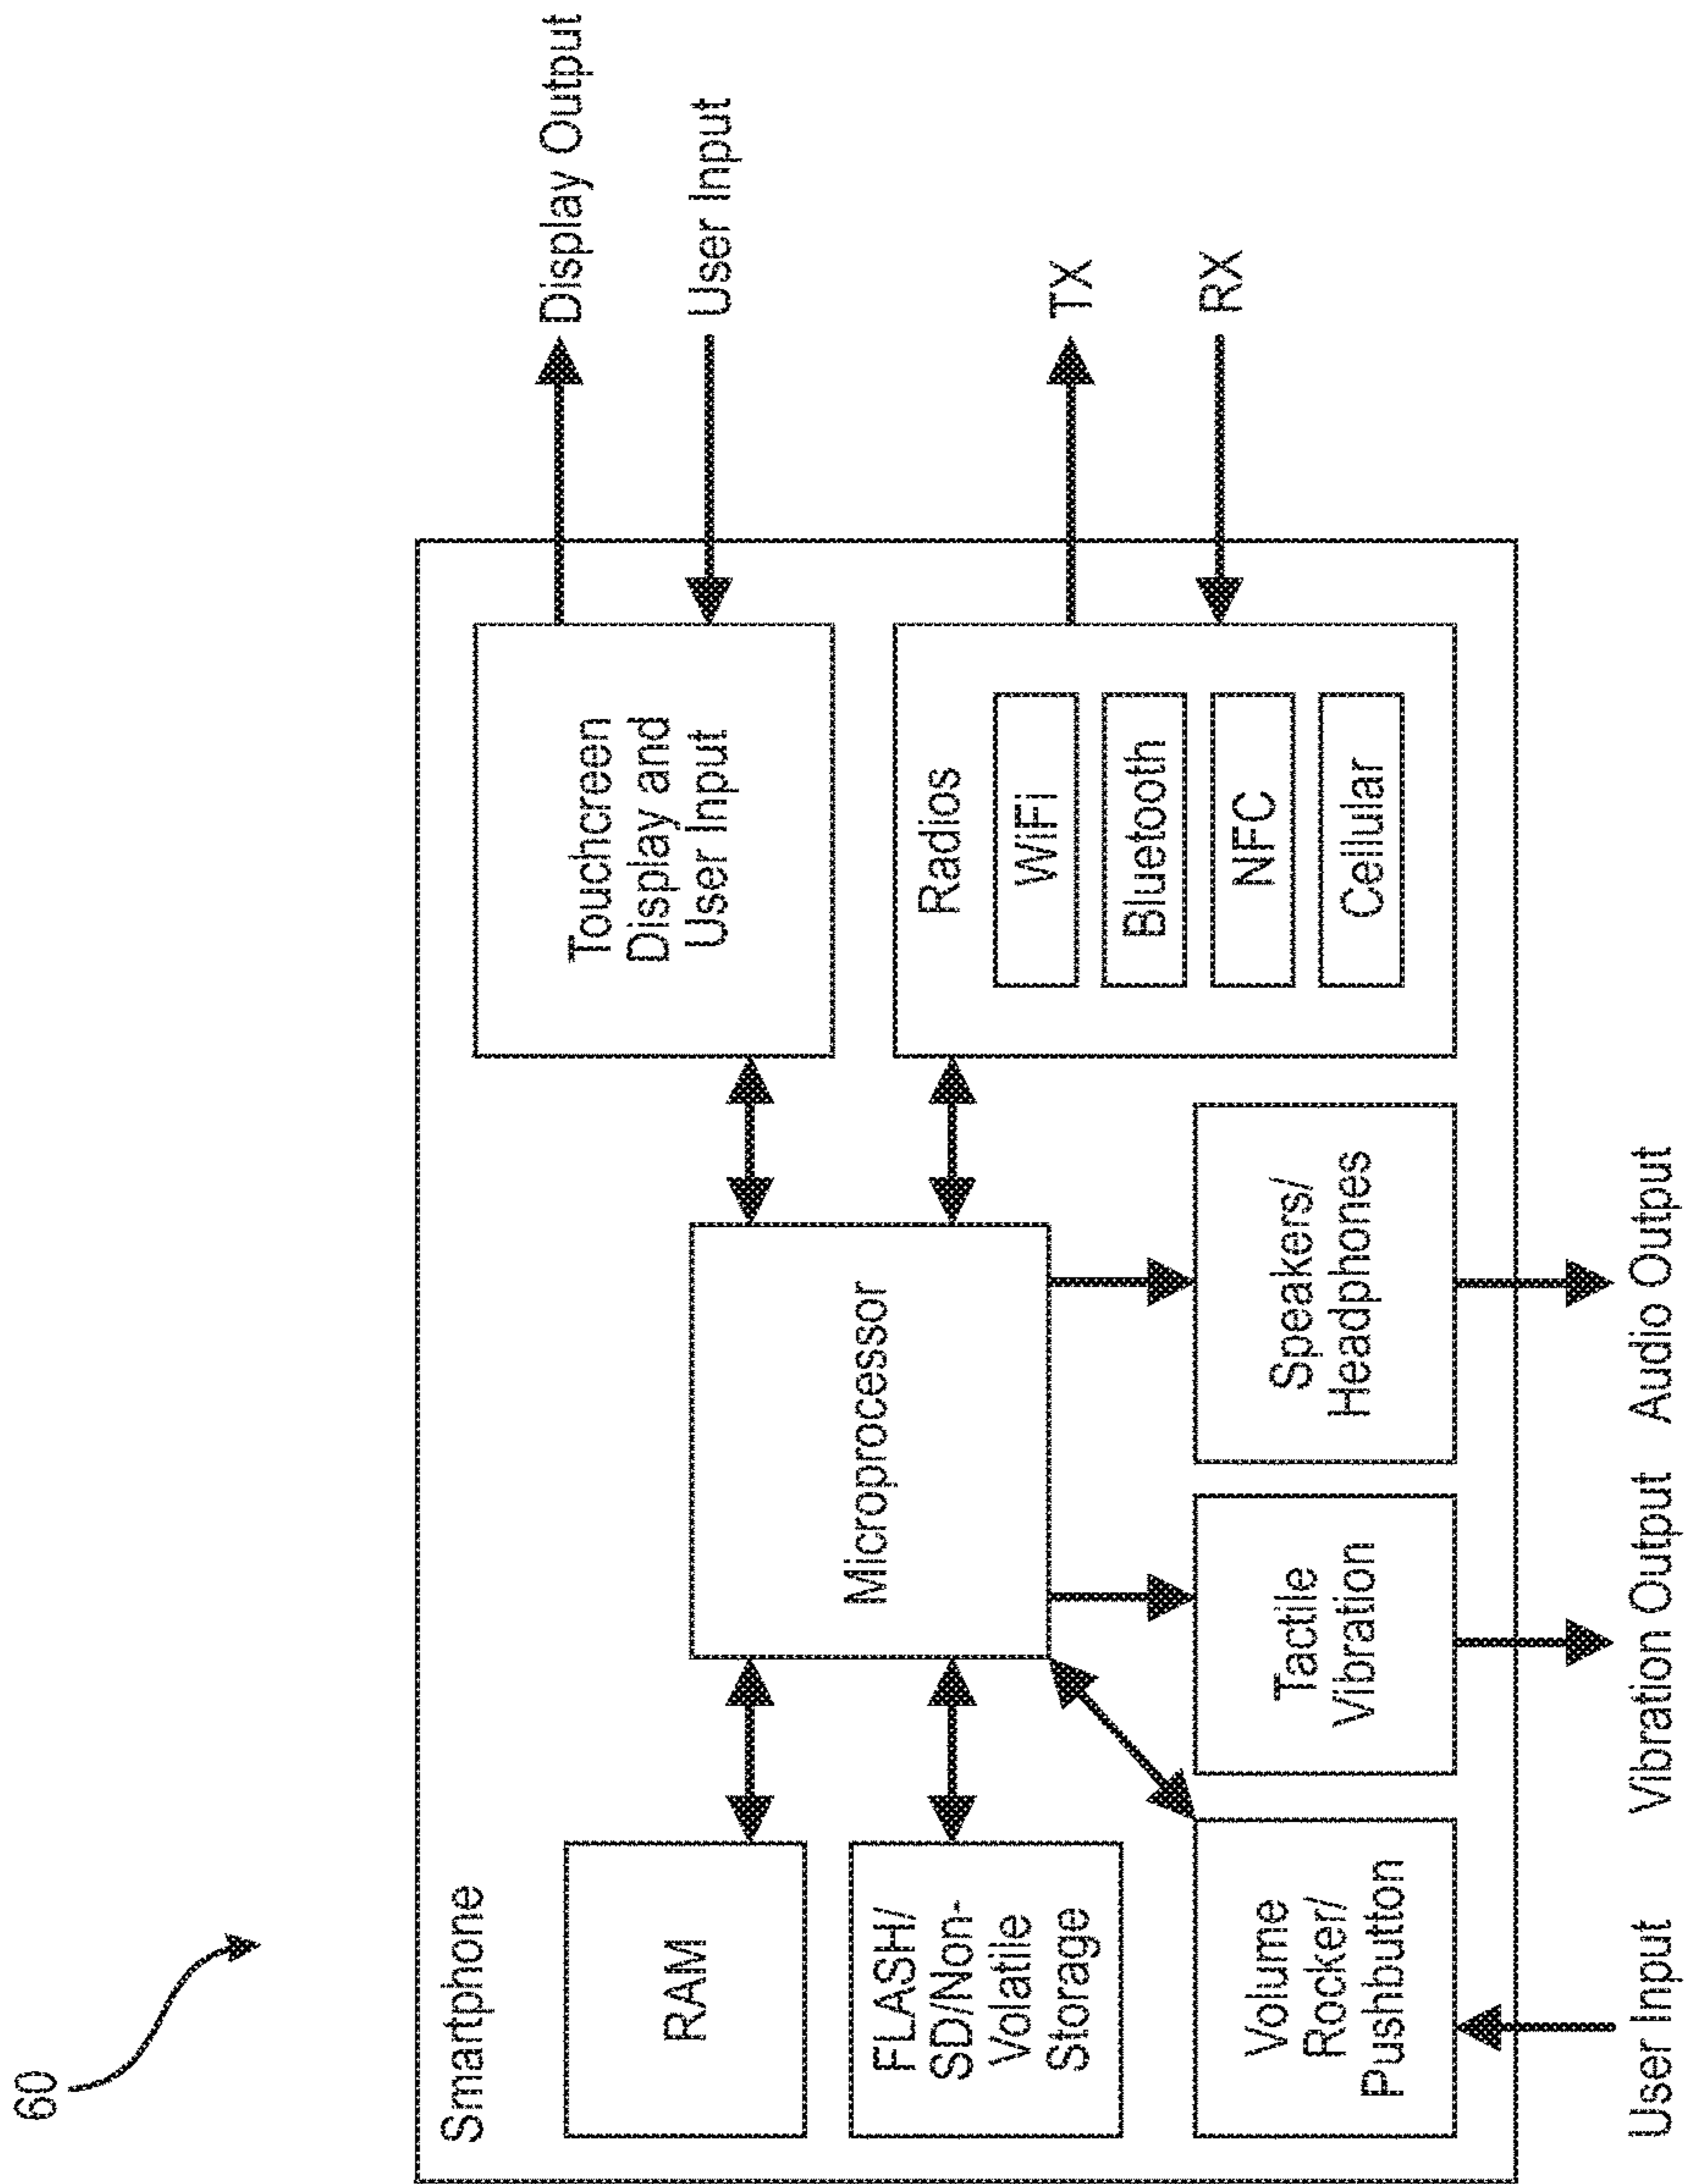 60
Smartphone
RAM
FLASH/
SD/Non-
Volatile
Storage
Volume
Rocker/
Pushbutton
Microprocessor
Tactile
Vibration
Speakers/
Headphones
Touchcreen
Display and
User Input
Radios
WiFi
Bluetooth
NFC
Cellular
Display Output
User Input
TX
RX
User Input
Vibration Output
Audio Output